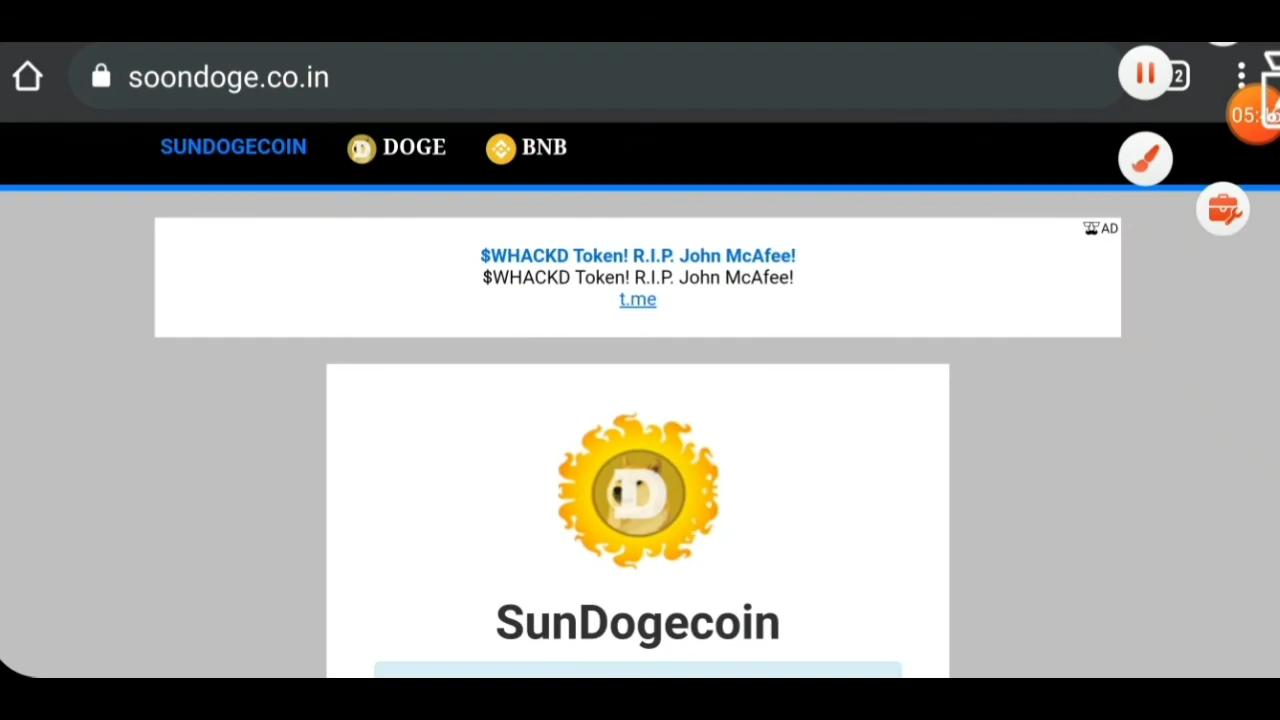 soondoge.co.in
2
SUNDOGECOIN DOGE BNB
AD
$WHACKD Token! R.I.P. John McAfee!
$WHACKD Token! R.I.P. John McAfee!
t.me
D
SunDogecoin